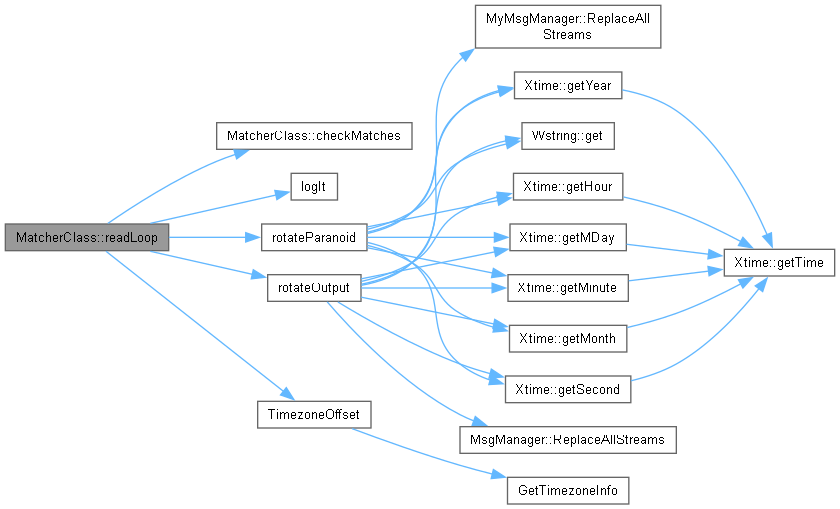 MyMsgManager::ReplaceAll
Streams
Xtime::getYear
MatcherClass::checkMatches
Wstring::get
logIt
Xtime::getHour
MatcherClass::readLoop
rotateParanoid
Xtime::getMDay
Xtime::getTime
rotateOutput
Xtime::getMinute
Xtime::getMonth
Xtime::getSecond
TimezoneOffset
MsgManager::ReplaceAllStreams
GetTimezoneInfo